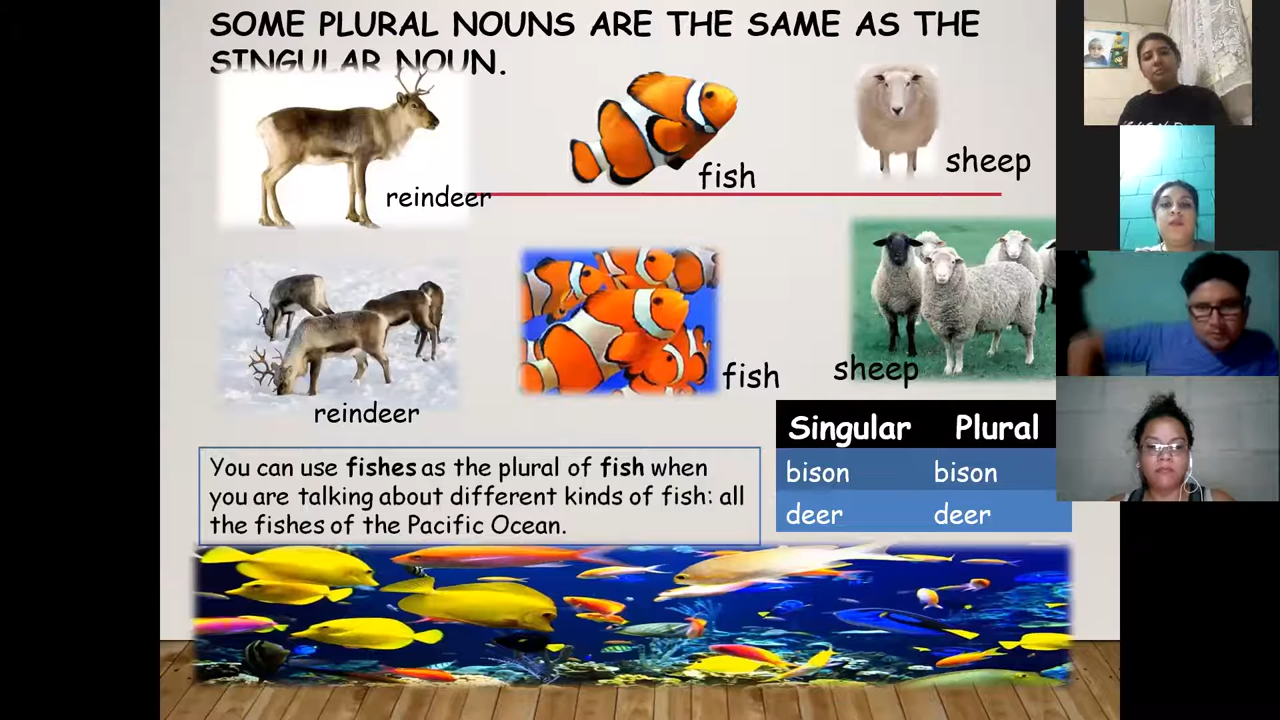 SOME PLURAL NOUNS ARE THE SAME AS THE
SINGULAR NOUN.
reindeer
fish
sheep
reindeer
fish
sheep
Singular Plural
bison bison
deer deer
You can use fishes as the plural of fish when
you are talking about different kinds of fish: all
the fishes of the Pacific Ocean.